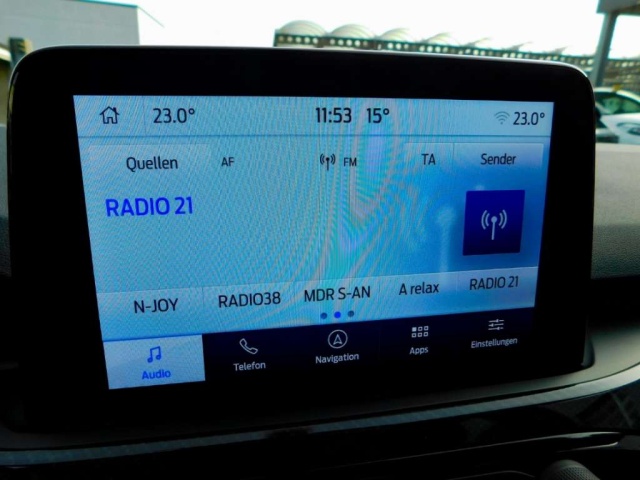 23.0° 11:53 15° 23.0°
Quellen AF FM TA Sender
RADIO 21
N-JOY RADIO38 MDR S-AN A relax RADIO 21
Audio Telefon Navigation Apps Einstellungen